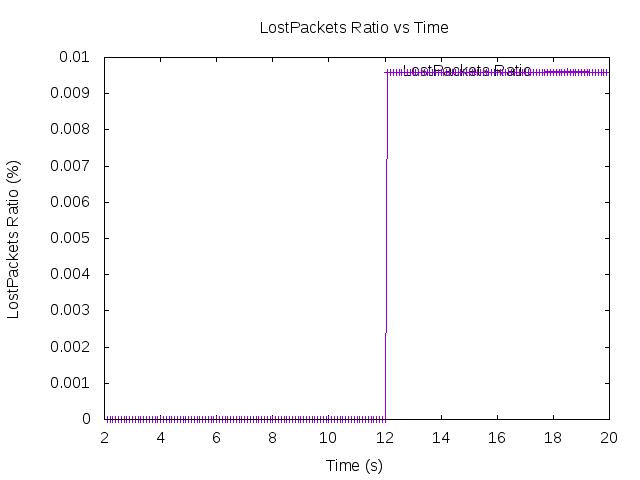 LostPackets Ratio vs Time
LostPackets Ratio
LostPackets Ratio (%)
0.01
0.009
0.008
0.007
0.006
0.005
0.004
0.003
0.002
0.001
0
2 4 6 8 10 12 14 16 18 20
Time (s)